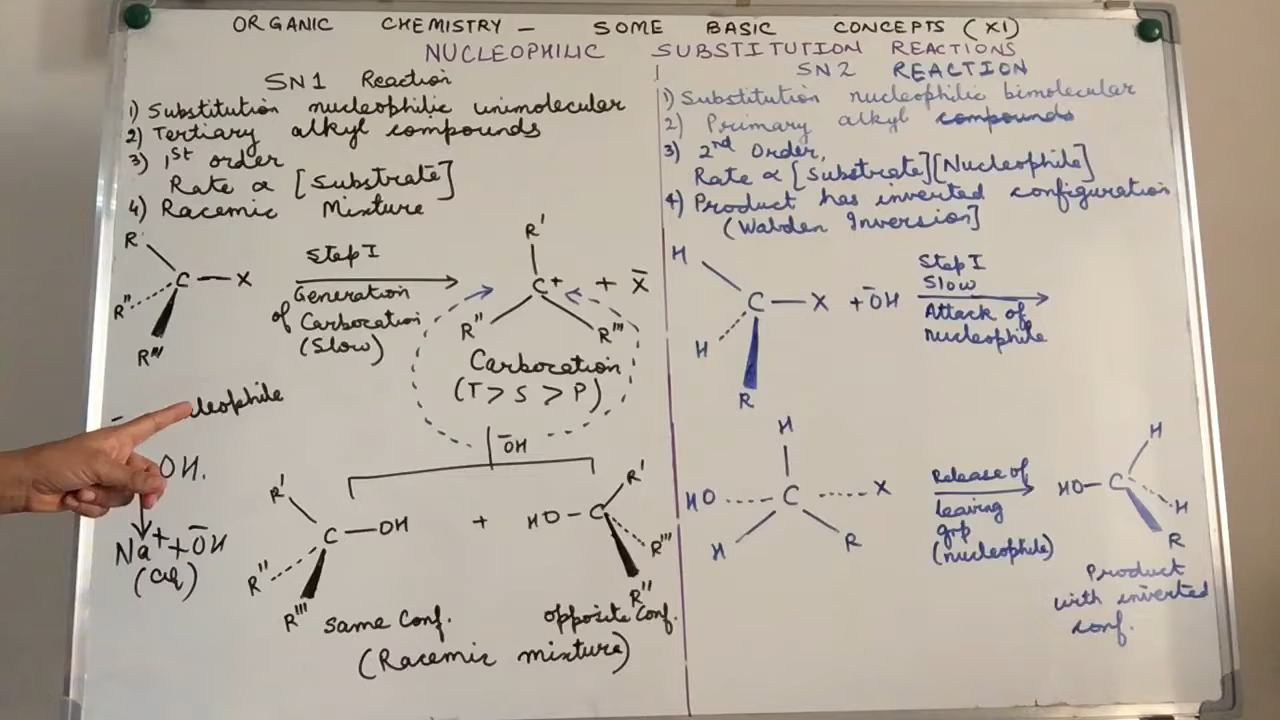 ORGANIC CHEMISTRY — SOME BASIC CONCEPTS (XI)
NUCLEOPHILIC SUBSTITUTION REACTIONS
SN1 Reaction
1) Substitution nucleophilic unimolecular
2) Tertiary alkyl compounds
3) 1st order
Rate ∝ [Substrate]
4) Racemic Mixture
R'
R''
R'''
C — X
Step I
Generation
of Carbocation
(Slow)
R'
C+
R''
R'''
+ X̄
Carbocation
(T > S > P)
ŌH
OH.
Na+ + ŌH
(aq)
R'
C — OH
R''
R'''
same Conf.
+
R'
HO — C
R'''
R''
opposite Conf.
(Racemic mixture)
SN2 REACTION
1) Substitution nucleophilic bimolecular
2) Primary alkyl compounds
3) 2nd Order,
Rate ∝ [Substrate][Nucleophile]
4) Product has inverted configuration
(Walden Inversion]
H
C — X + ŌH
H
R
Step I
Slow
Attack of
nucleophile
H
HO ---- C ---- X
H
R
Release of
leaving
grp
(nucleophile)
H
HO — C
H
R
Product
with inverted
conf.